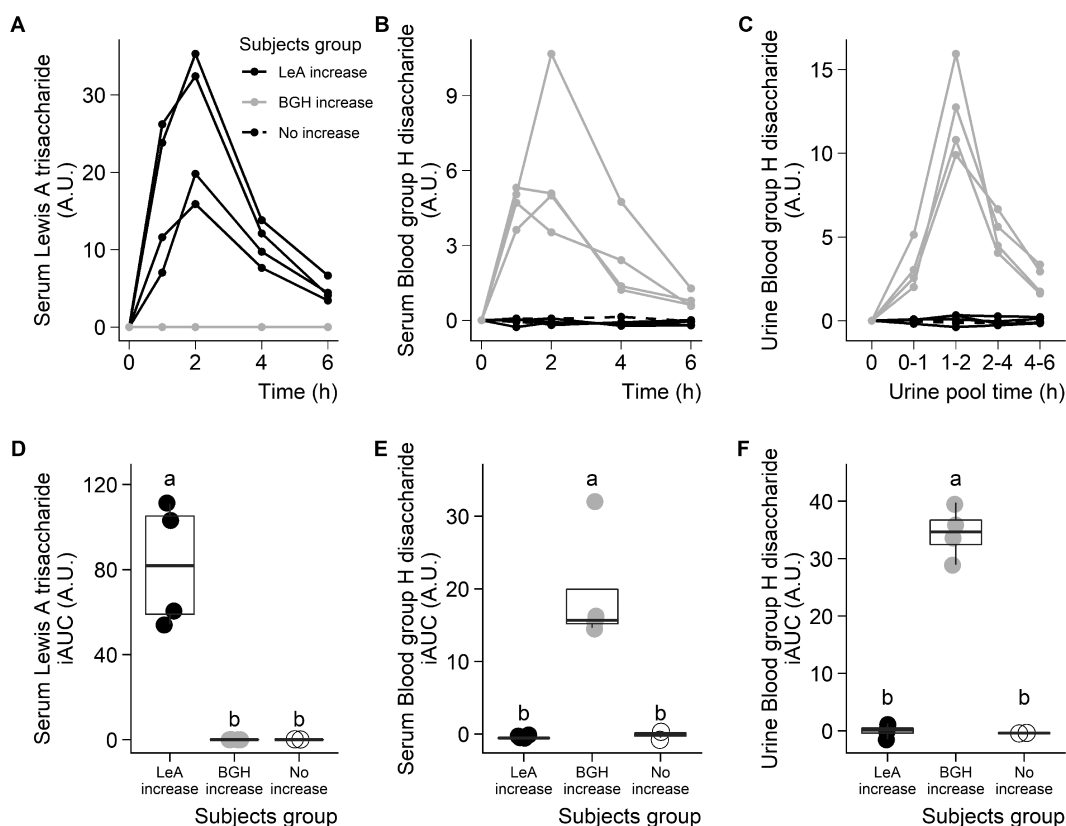 A
Serum Lewis A trisaccharide
(A.U.)
30
20
10
0
0
2
4
6
Time (h)
Subjects group
LeA increase
BGH increase
No increase
B
Serum Blood group H disaccharide
(A.U.)
9
6
3
0
0
2
4
6
Time (h)
C
Urine Blood group H disaccharide
(A.U.)
15
10
5
0
0
0-1
1-2
2-4
4-6
Urine pool time (h)
D
Serum Lewis A trisaccharide
iAUC (A.U.)
120
80
40
0
a
b
b
LeA
increase
BGH
increase
No
increase
Subjects group
E
Serum Blood group H disaccharide
iAUC (A.U.)
30
20
10
0
b
a
b
LeA
increase
BGH
increase
No
increase
Subjects group
F
Urine Blood group H disaccharide
iAUC (A.U.)
40
30
20
10
0
b
a
b
LeA
increase
BGH
increase
No
increase
Subjects group